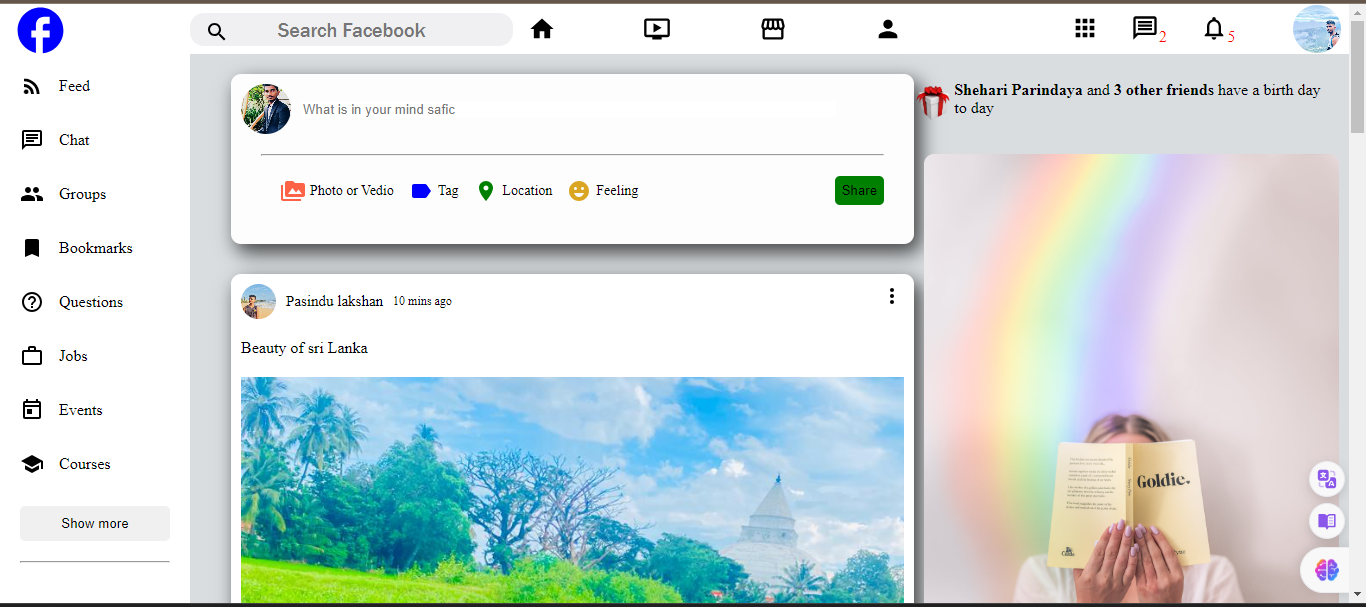 Search Facebook
2
5
Feed
Chat
Groups
Bookmarks
Questions
Jobs
Events
Courses
Show more
What is in your mind safic
Photo or Vedio
Tag
Location
Feeling
Share
Pasindu lakshan 10 mins ago
Beauty of sri Lanka
Shehari Parindaya and 3 other friends have a birth day
to day
Goldie.